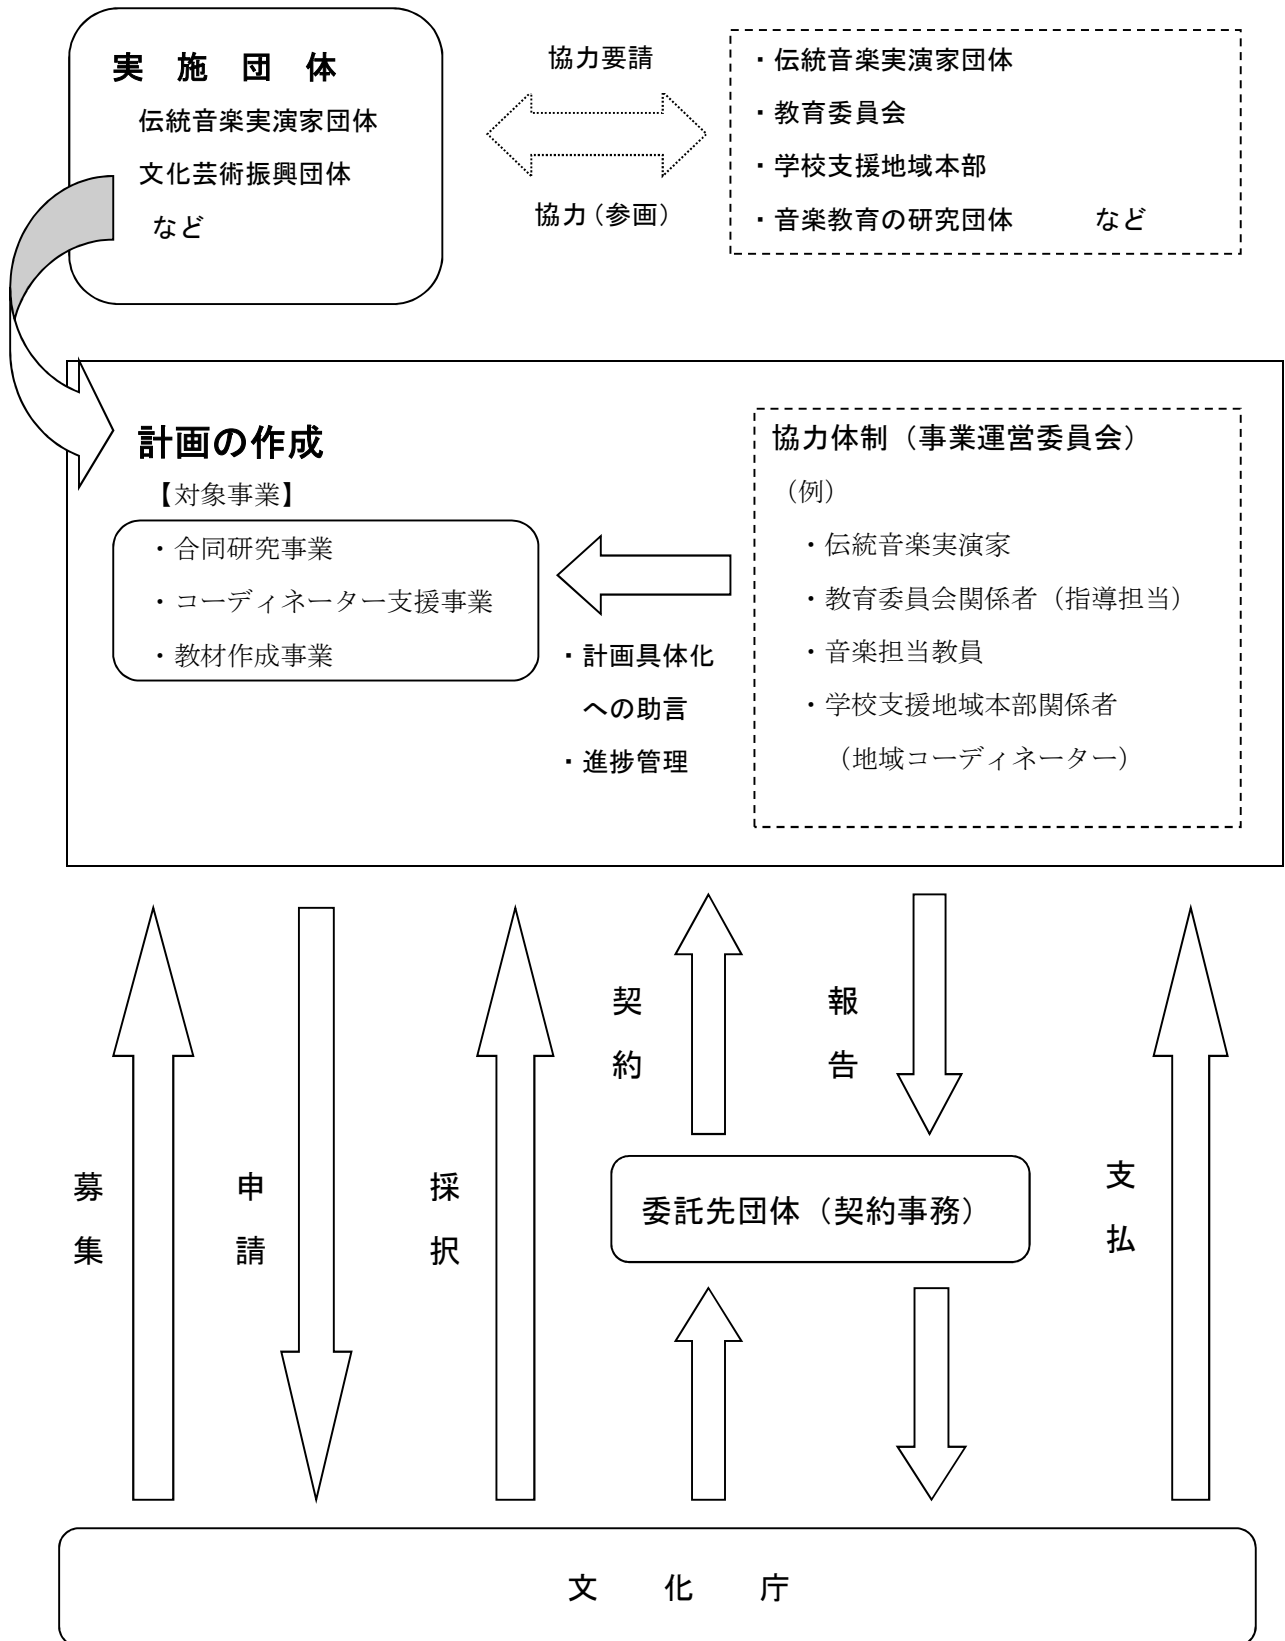 実 施 団 体
伝統音楽実演家団体
文化芸術振興団体
など
協力要請
協力（参画）
・伝統音楽実演家団体
・教育委員会
・学校支援地域本部
・音楽教育の研究団体 など
計画の作成
【対象事業】
・合同研究事業
・コーディネーター支援事業
・教材作成事業
・計画具体化
への助言
・進捗管理
協力体制（事業運営委員会）
（例）
・伝統音楽実演家
・教育委員会関係者（指導担当）
・音楽担当教員
・学校支援地域本部関係者
（地域コーディネーター）
募集
申請
採択
契約
報告
委託先団体（契約事務）
支払
文 化 庁